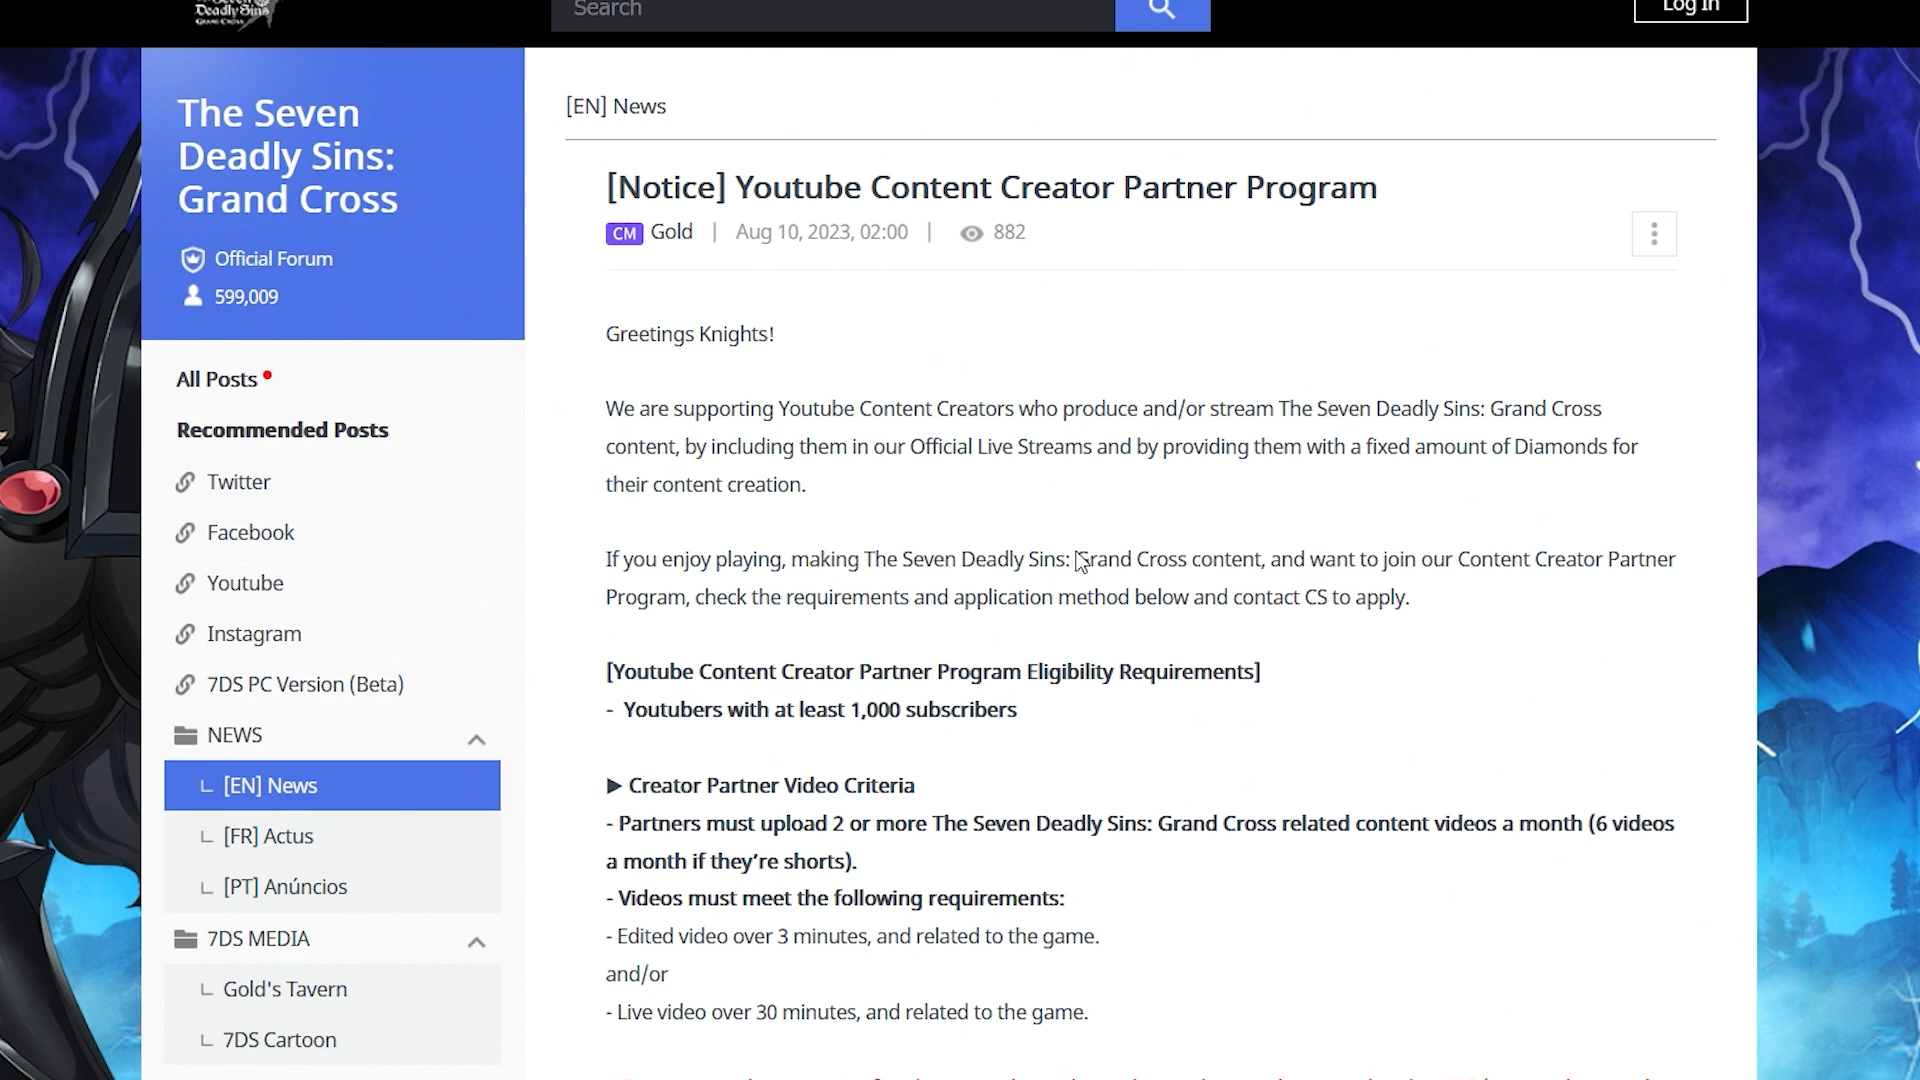 Deadly Sins
GRAND CROSS
Search
Log In
The Seven
Deadly Sins:
Grand Cross
Official Forum
599,009
All Posts
Recommended Posts
Twitter
Facebook
Youtube
Instagram
7DS PC Version (Beta)
NEWS
[EN] News
[FR] Actus
[PT] Anúncios
7DS MEDIA
Gold's Tavern
7DS Cartoon
[EN] News
[Notice] Youtube Content Creator Partner Program
CM Gold | Aug 10, 2023, 02:00 | 882
Greetings Knights!
We are supporting Youtube Content Creators who produce and/or stream The Seven Deadly Sins: Grand Cross
content, by including them in our Official Live Streams and by providing them with a fixed amount of Diamonds for
their content creation.
If you enjoy playing, making The Seven Deadly Sins: Grand Cross content, and want to join our Content Creator Partner
Program, check the requirements and application method below and contact CS to apply.
[Youtube Content Creator Partner Program Eligibility Requirements]
- Youtubers with at least 1,000 subscribers
▶ Creator Partner Video Criteria
- Partners must upload 2 or more The Seven Deadly Sins: Grand Cross related content videos a month (6 videos
a month if they’re shorts).
- Videos must meet the following requirements:
- Edited video over 3 minutes, and related to the game.
and/or
- Live video over 30 minutes, and related to the game.